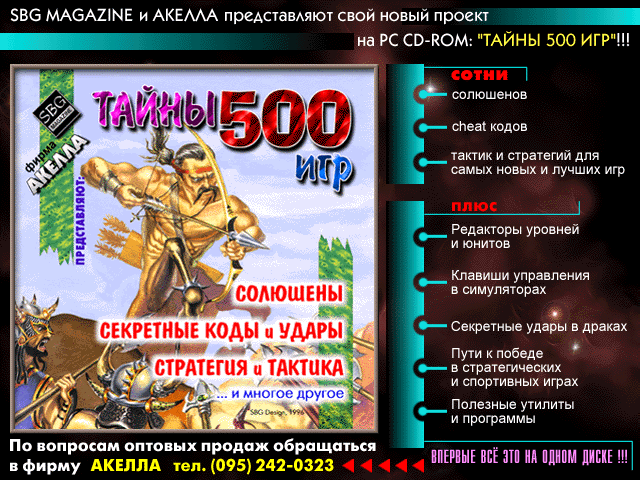 SBG MAGAZINE и АКЕЛЛА представляют свой новый проект
на PC CD-ROM: "ТАЙНЫ 500 ИГР"!!!
SBG
MAGAZINE
фирма
АКЕЛЛА
ПРЕДСТАВЛЯЮТ:
ТАЙНЫ 500
игр
СОЛЮШЕНЫ
СЕКРЕТНЫЕ КОДЫ и УДАРЫ
СТРАТЕГИЯ и ТАКТИКА
... и многое другое
SBG Design, 1996
СОТНИ
солюшенов
cheat кодов
тактик и стратегий для
самых новых и лучших игр
ПЛЮС
Редакторы уровней
и юнитов
Клавиши управления
в симуляторах
Секретные удары в драках
Пути к победе
в стратегических
и спортивных играх
Полезные утилиты
и программы
По вопросам оптовых продаж обращаться
в фирму АКЕЛЛА тел. (095) 242-0323
ВПЕРВЫЕ ВСЁ ЭТО НА ОДНОМ ДИСКЕ !!!